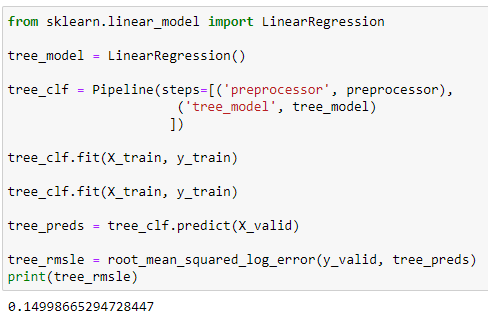 from sklearn.linear_model import LinearRegression
tree_model = LinearRegression()
tree_clf = Pipeline(steps=[('preprocessor', preprocessor),
('tree_model', tree_model)
])
tree_clf.fit(X_train, y_train)
tree_clf.fit(X_train, y_train)
tree_preds = tree_clf.predict(X_valid)
tree_rmsle = root_mean_squared_log_error(y_valid, tree_preds)
print(tree_rmsle)
0.14998665294728447